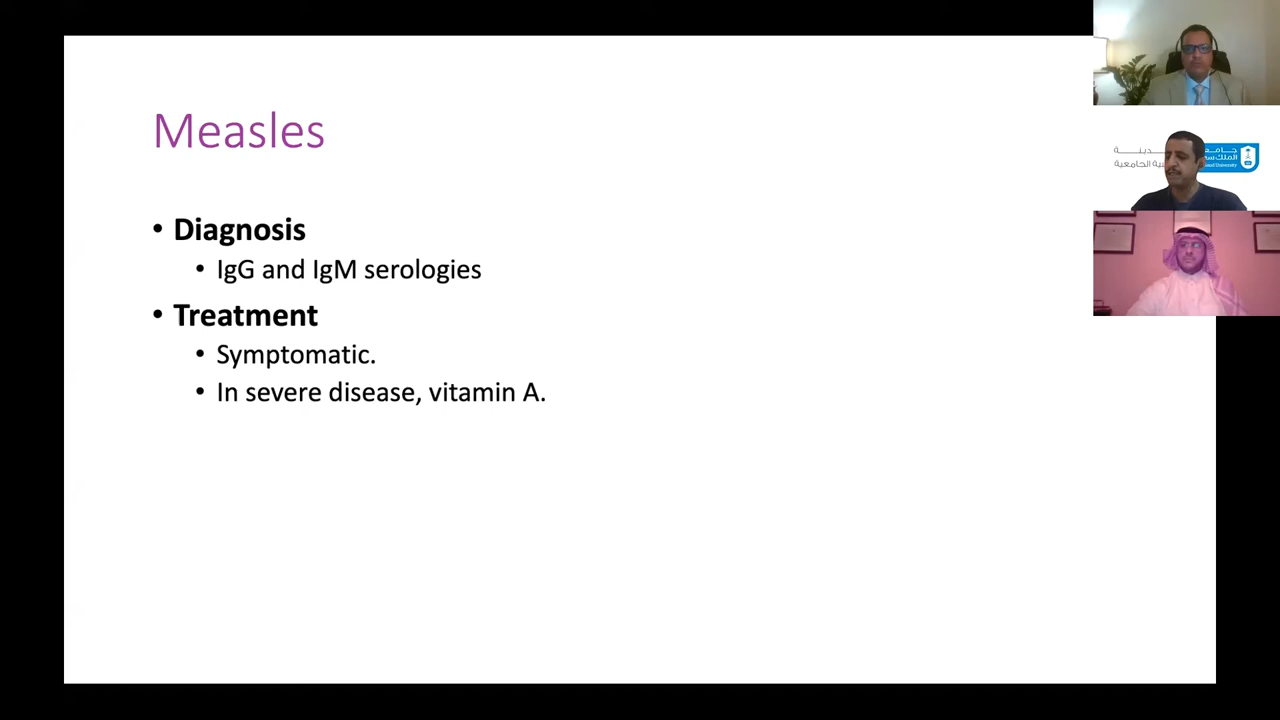 Measles
• Diagnosis
• IgG and IgM serologies
• Treatment
• Symptomatic.
• In severe disease, vitamin A.